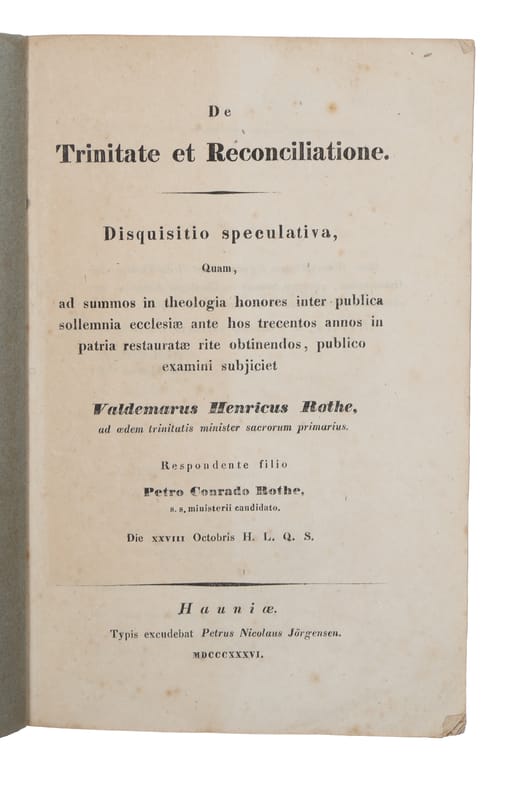 De
Trinitate et Reconciliatione.
Disquisitio speculativa,
Quam,
ad summos in theologia honores inter publica
sollemnia ecclesiæ ante hos trecentos annos in
patria restauratæ rite obtinendos, publico
examini subjiciet
Valdemarus Henricus Rothe,
ad ædem trinitatis minister sacrorum primarius.
Respondente filio
Petro Conrado Rothe,
s. s. ministerii candidato.
Die XXVIII Octobris H. L. Q. S.
Hauniæ.
Typis excudebat Petrus Nicolaus Jörgensen.
MDCCCXXXVI.